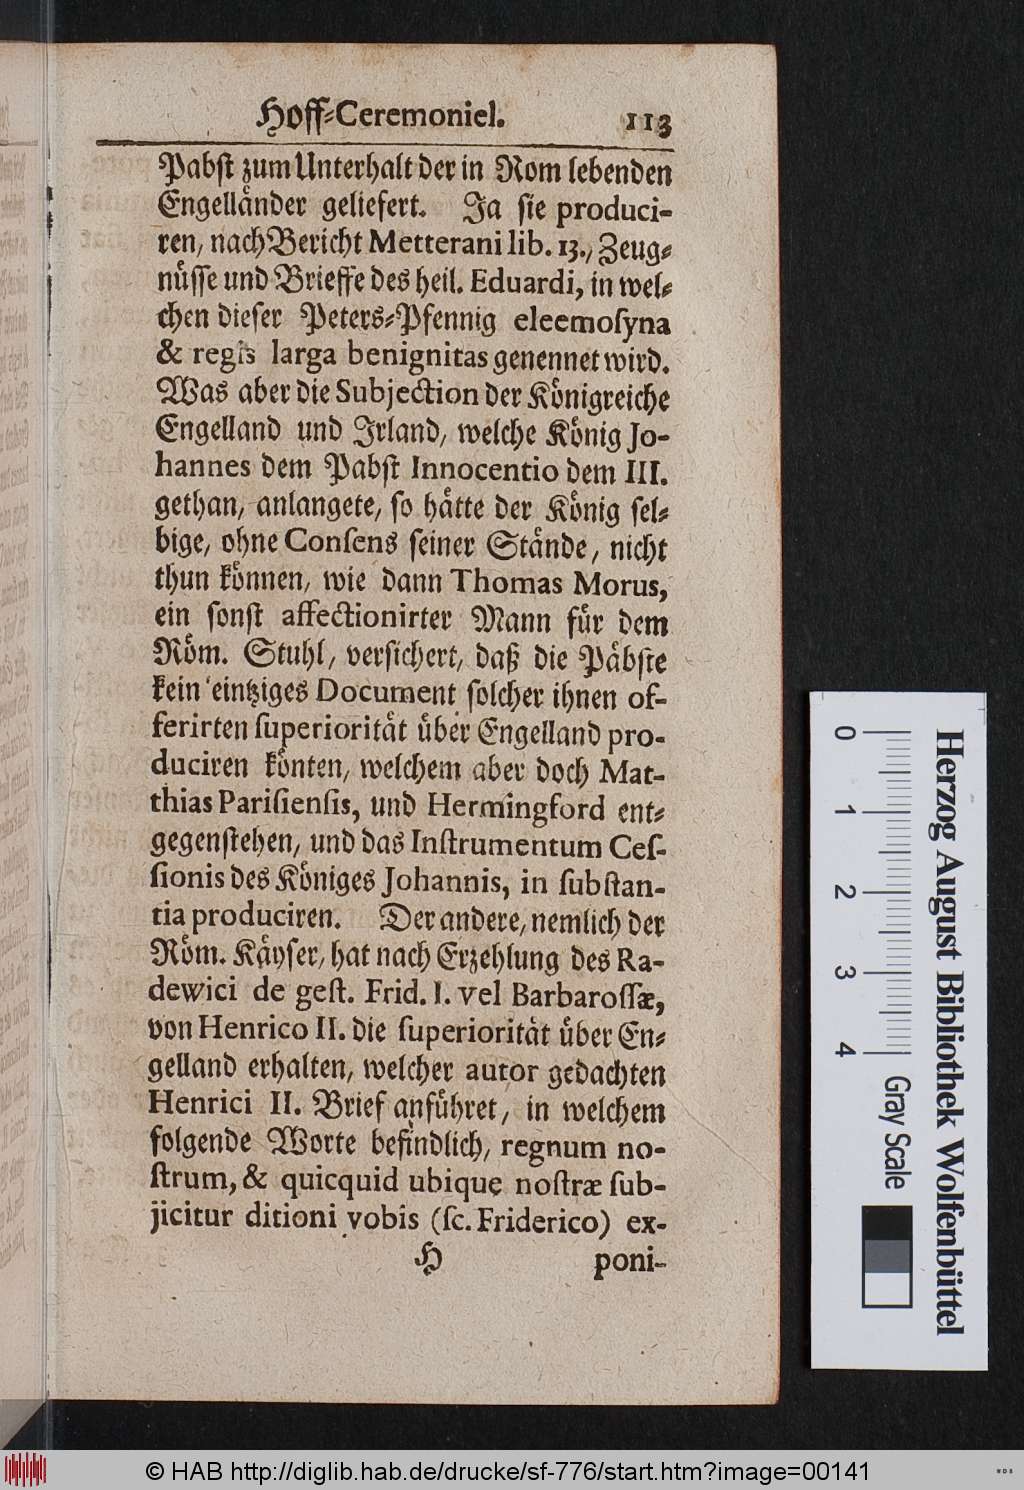 Hoff-Ceremoniel. 113
Pabſt zum Unterhalt der in Rom lebenden
Engelländer geliefert. Ja ſie produci-
ren, nach Bericht Metterani lib. 13., Zeug-
nüſſe und Brieffe des heil. Eduardi, in wel-
chen dieſer Peters-Pfennig eleemoſyna
& regis larga benignitas genennet wird.
Was aber die Subjection der Königreiche
Engelland und Irland, welche König Jo-
hannes dem Pabſt Innocentio dem III.
gethan, anlangete, ſo hätte der König ſel-
bige, ohne Conſens ſeiner Stände, nicht
thun können, wie dann Thomas Morus,
ein ſonſt affectionirter Mann für dem
Röm. Stuhl, verſichert, daß die Päbſte
kein eintziges Document ſolcher ihnen of-
ferirten ſuperiorität über Engelland pro-
duciren könten, welchem aber doch Mat-
thias Pariſienſis, und Hermingford ent-
gegenſtehen, und das Inſtrumentum Ceſ-
ſionis des Königes Johannis, in ſubſtan-
tia produciren. Der andere, nemlich der
Röm. Käyſer, hat nach Erzehlung des Ra-
dewici de geſt. Frid. I. vel Barbaroſſæ,
von Henrico II. die ſuperiorität über En-
gelland erhalten, welcher autor gedachten
Henrici II. Brief anführet, in welchem
folgende Worte befindlich, regnum no-
ſtrum, & quicquid ubique noſtræ ſub-
jicitur ditioni vobis (ſc. Friderico) ex-
H poni-
Herzog August Bibliothek Wolfenbüttel
0 1 2 3 4 Gray Scale
© HAB http://diglib.hab.de/drucke/sf-776/start.htm?image=00141